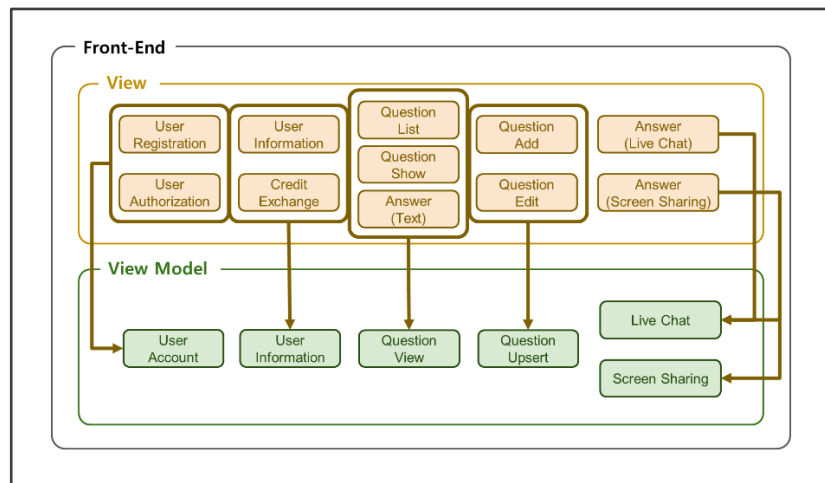 Front-End
View
User
Registration
User
Authorization
User
Information
Credit
Exchange
Question
List
Question
Show
Answer
(Text)
Question
Add
Question
Edit
Answer
(Live Chat)
Answer
(Screen Sharing)
View Model
User
Account
User
Information
Question
View
Question
Upsert
Live Chat
Screen Sharing